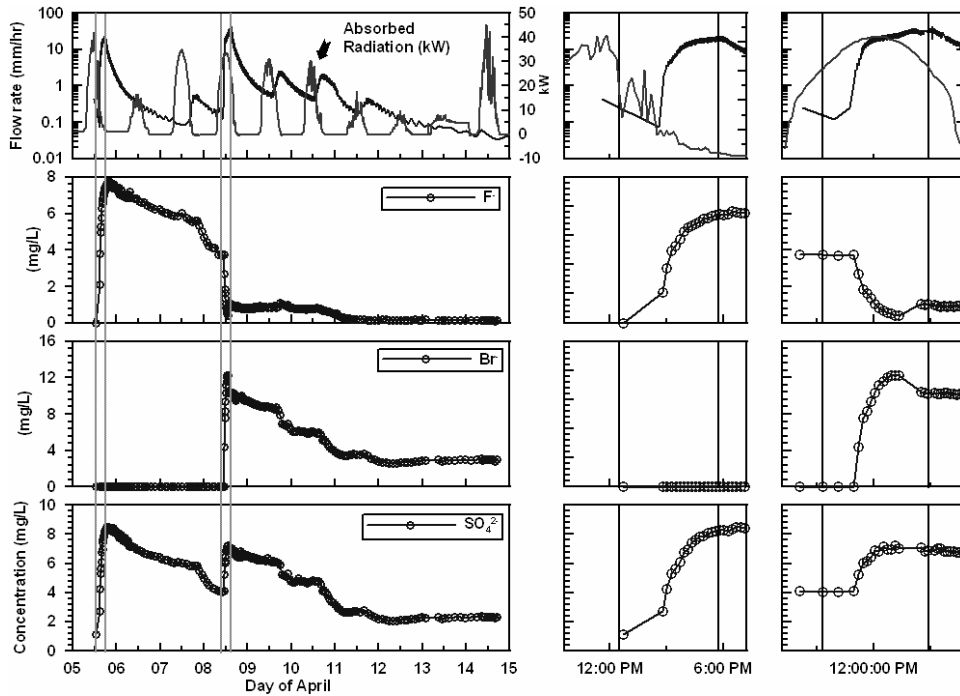 Flow rate (mm/hr)
100
10
1
0.1
0.01
Absorbed
Radiation (kW)
50
40
30
20
10
0
-10
kW
(mg/L)
8
6
4
2
0
F-
(mg/L)
16
12
8
4
0
Br-
Concentration (mg/L)
10
8
6
4
2
0
SO₄²-
05 06 07 08 09 10 11 12 13 14 15
Day of April
12:00 PM 6:00 PM
12:00:00 PM